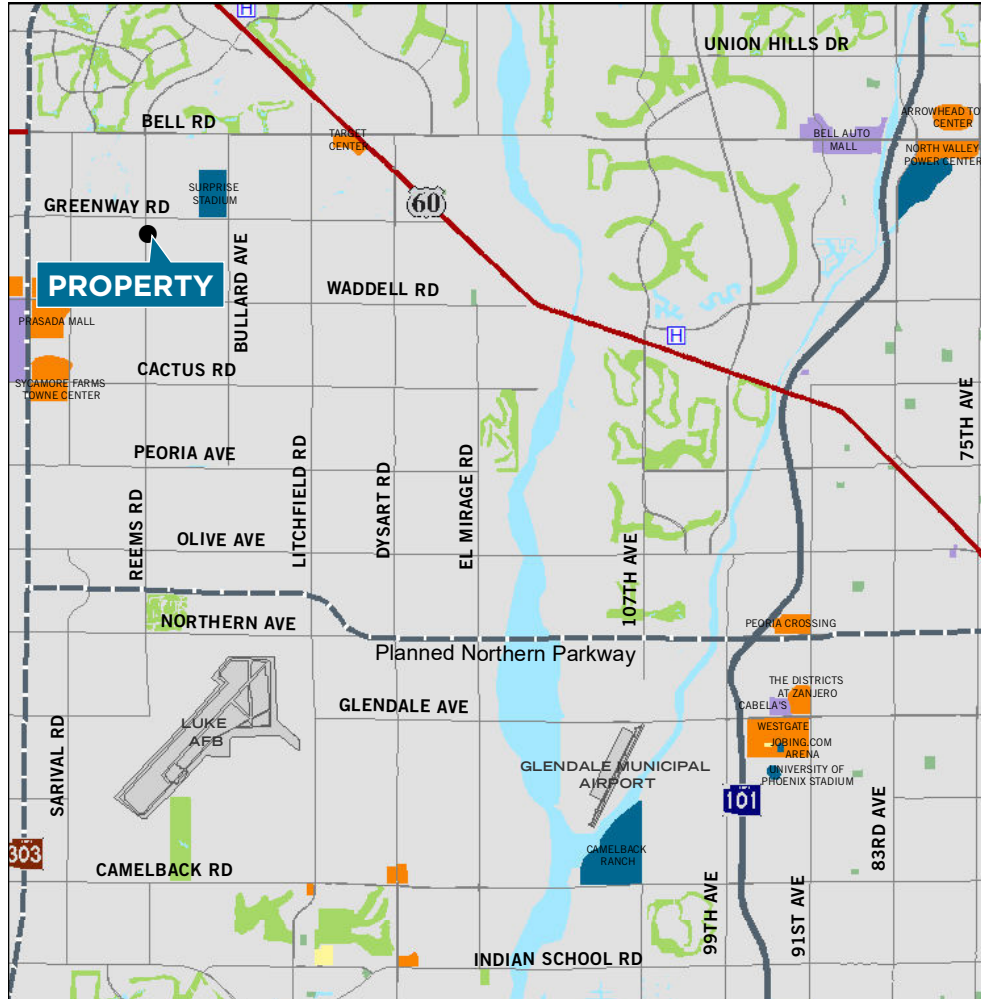 H
UNION HILLS DR
ARROWHEAD TO
CENTER
BELL RD
TARGET
CENTER
BELL AUTO
MALL
NORTH VALLEY
POWER CENTER
SURPRISE
STADIUM
60
GREENWAY RD
BULLARD AVE
PROPERTY
WADDELL RD
PRASADA MALL
H
CACTUS RD
SYCAMORE FARMS
TOWNE CENTER
75TH AVE
PEORIA AVE
REEMS RD
LITCHFIELD RD
DYSART RD
EL MIRAGE RD
OLIVE AVE
107TH AVE
NORTHERN AVE
PEORIA CROSSING
Planned Northern Parkway
THE DISTRICTS
AT ZANJERO
CABELA'S
GLENDALE AVE
LUKE
AFB
WESTGATE
JOBING.COM
ARENA
SARIVAL RD
GLENDALE MUNICIPAL
AIRPORT
UNIVERSITY OF
PHOENIX STADIUM
101
83RD AVE
303
CAMELBACK
RANCH
CAMELBACK RD
99TH AVE
91ST AVE
INDIAN SCHOOL RD